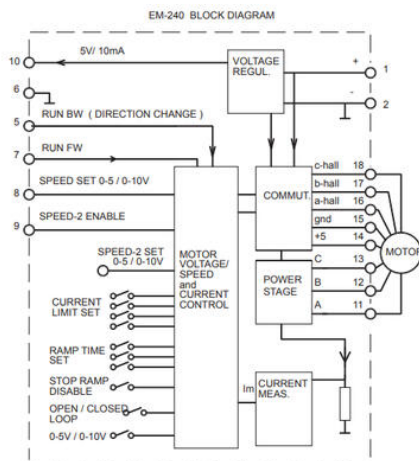 EM-240 BLOCK DIAGRAM
5V/ 10mA
10
VOLTAGE
REGUL.
+
1
6
-
2
RUN BW ( DIRECTION CHANGE )
5
RUN FW
7
SPEED SET 0-5 / 0-10V
8
SPEED-2 ENABLE
9
SPEED-2 SET
0-5 / 0-10V
CURRENT
LIMIT SET
RAMP TIME
SET
STOP RAMP
DISABLE
OPEN / CLOSED
LOOP
0-5V / 0-10V
MOTOR
VOLTAGE/
SPEED
and
CURRENT
CONTROL
COMMUT.
c-hall 18
b-hall 17
a-hall 16
gnd 15
+5 14
C 13
B 12
A 11
MOTOR
POWER
STAGE
Im
CURRENT
MEAS.